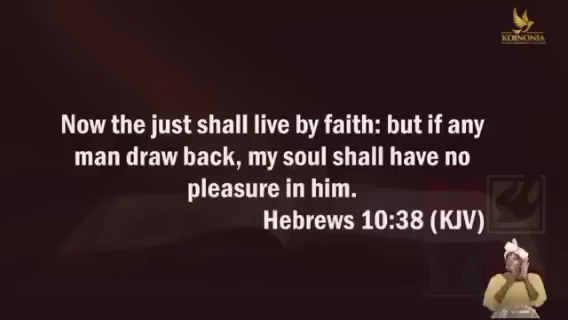 KOINONIA
Now the just shall live by faith: but if any
man draw back, my soul shall have no
pleasure in him.
Hebrews 10:38 (KJV)